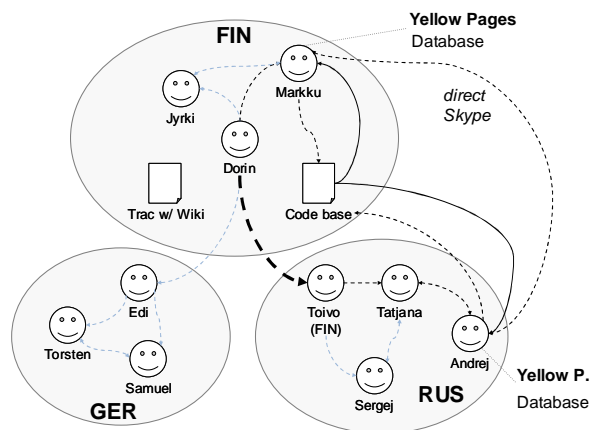 Yellow Pages
Database
FIN
Markku
direct
Skype
Jyrki
Dorin
Trac w/ Wiki
Code base
Edi
Toivo
(FIN)
Tatjana
Torsten
Samuel
Andrej
Sergej
GER
RUS
Yellow P.
Database